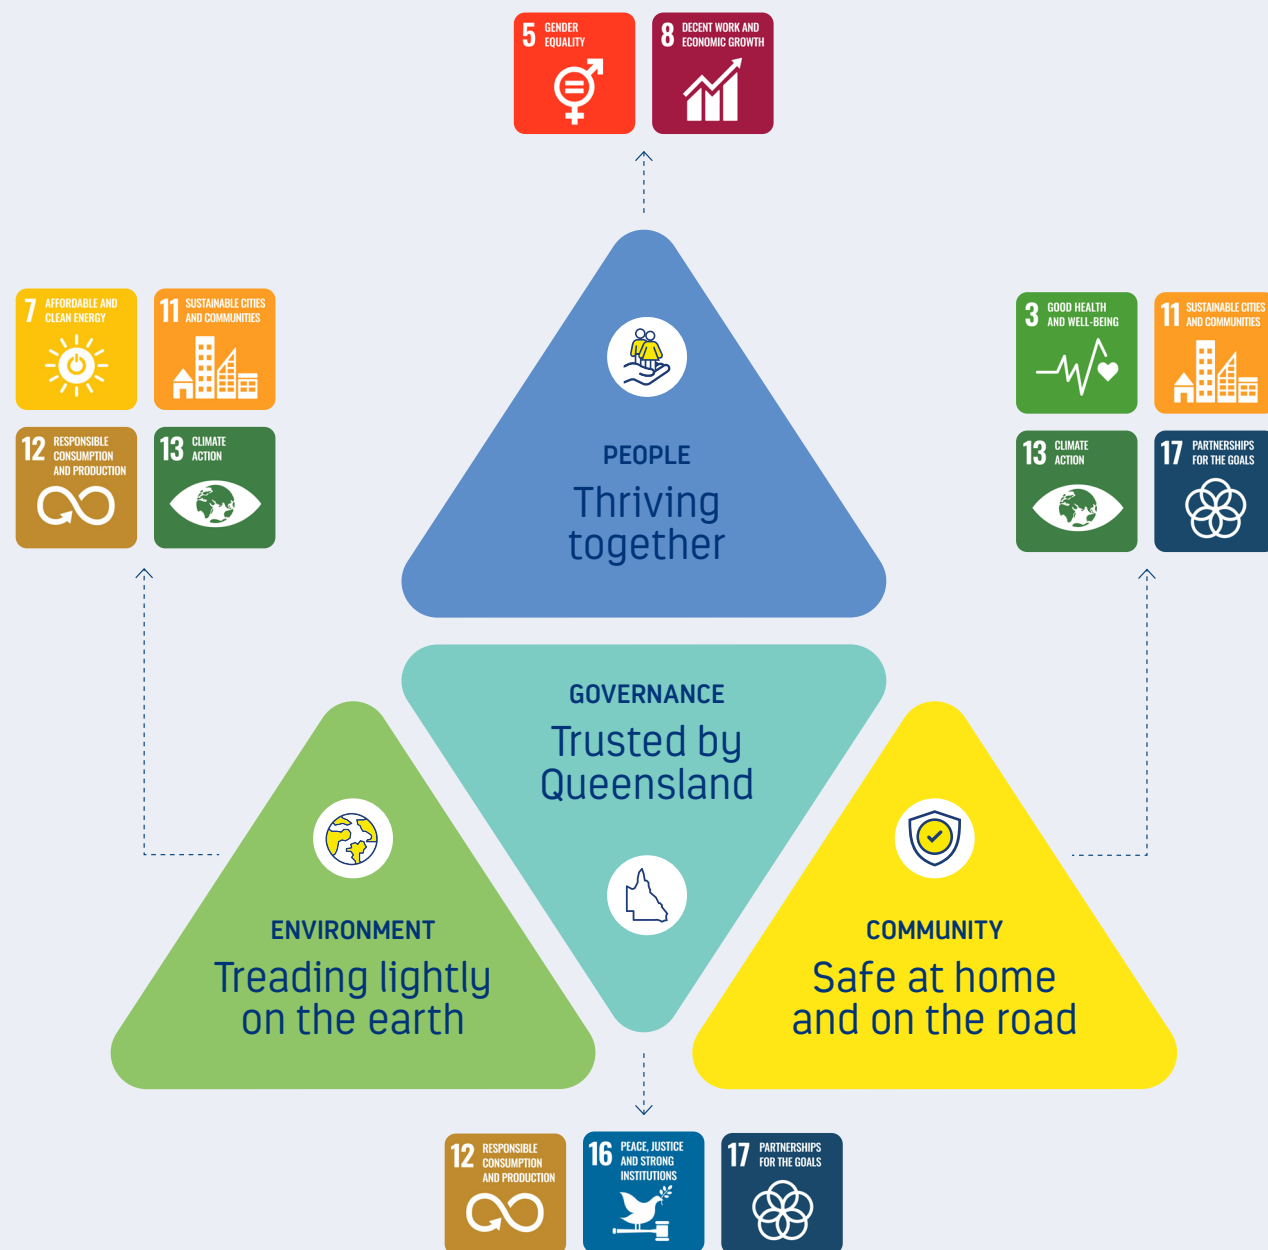 5 GENDER
EQUALITY
8 DECENT WORK AND
ECONOMIC GROWTH
7 AFFORDABLE AND
CLEAN ENERGY
11 SUSTAINABLE CITIES
AND COMMUNITIES
12 RESPONSIBLE
CONSUMPTION
AND PRODUCTION
13 CLIMATE
ACTION
3 GOOD HEALTH
AND WELL-BEING
11 SUSTAINABLE CITIES
AND COMMUNITIES
13 CLIMATE
ACTION
17 PARTNERSHIPS
FOR THE GOALS
PEOPLE
Thriving
together
GOVERNANCE
Trusted by
Queensland
ENVIRONMENT
Treading lightly
on the earth
COMMUNITY
Safe at home
and on the road
12 RESPONSIBLE
CONSUMPTION
AND PRODUCTION
16 PEACE, JUSTICE
AND STRONG
INSTITUTIONS
17 PARTNERSHIPS
FOR THE GOALS